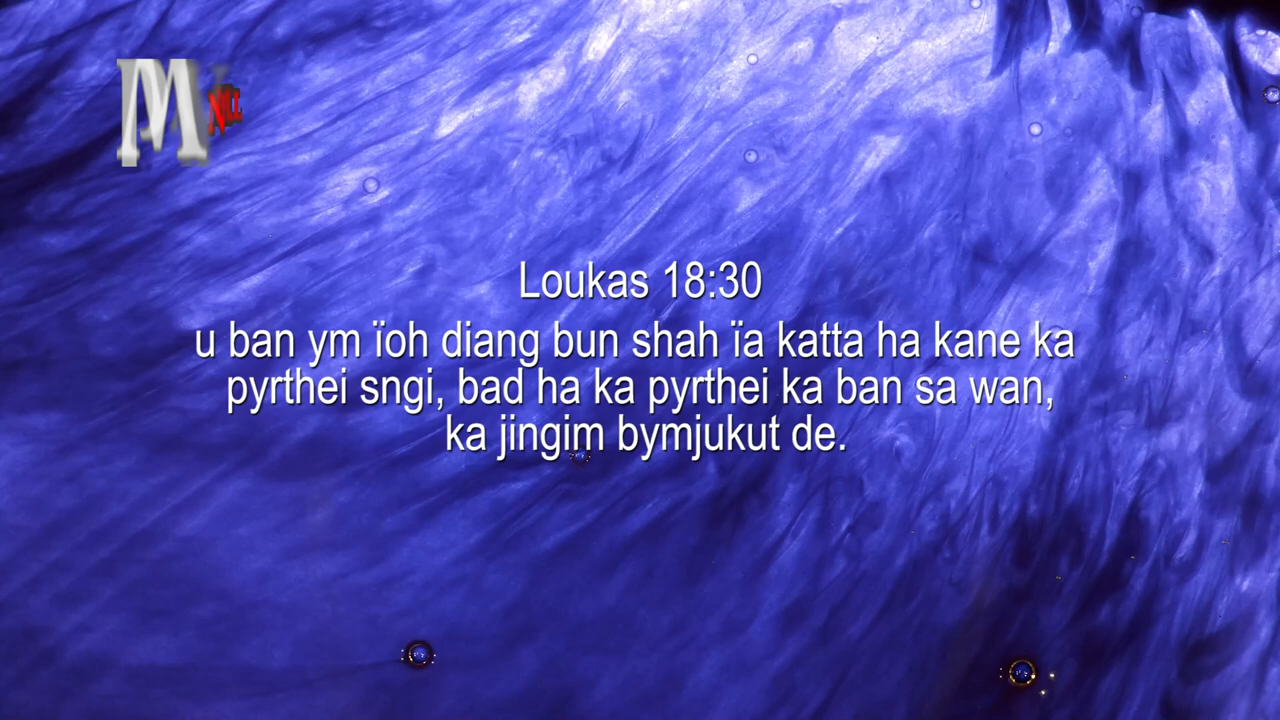 M
Loukas 18:30
u ban ym ïoh diang bun shah ïa katta ha kane ka
pyrthei sngi, bad ha ka pyrthei ka ban sa wan,
ka jingim bymjukut de.